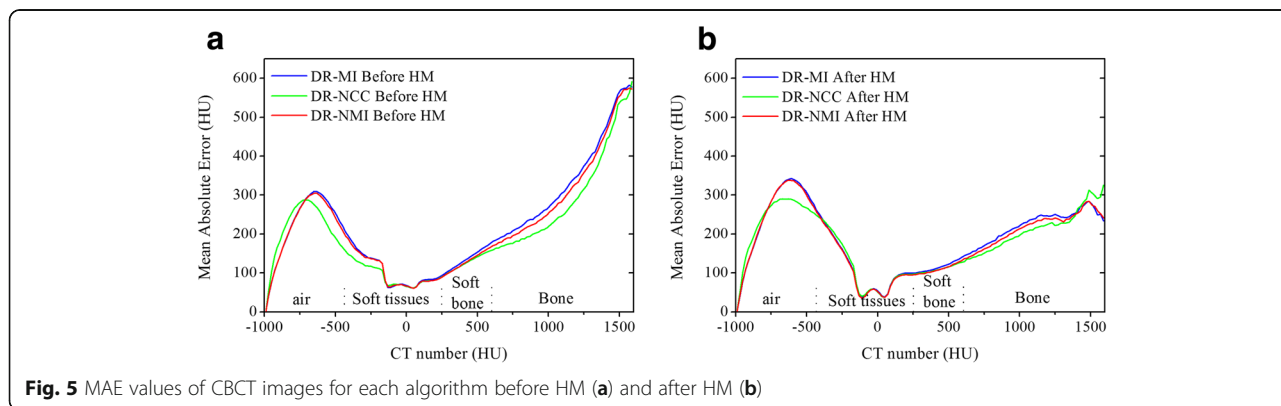 a
DR-MI Before HM
DR-NCC Before HM
DR-NMI Before HM
Mean Absolute Error (HU)
600
500
400
300
200
100
0
air
Soft tissues
Soft
bone
Bone
-1000
-500
0
500
1000
1500
CT number (HU)
b
DR-MI After HM
DR-NCC After HM
DR-NMI After HM
Mean Absolute Error (HU)
600
500
400
300
200
100
0
air
Soft tissues
Soft
bone
Bone
-1000
-500
0
500
1000
1500
CT number (HU)
Fig. 5 MAE values of CBCT images for each algorithm before HM (a) and after HM (b)